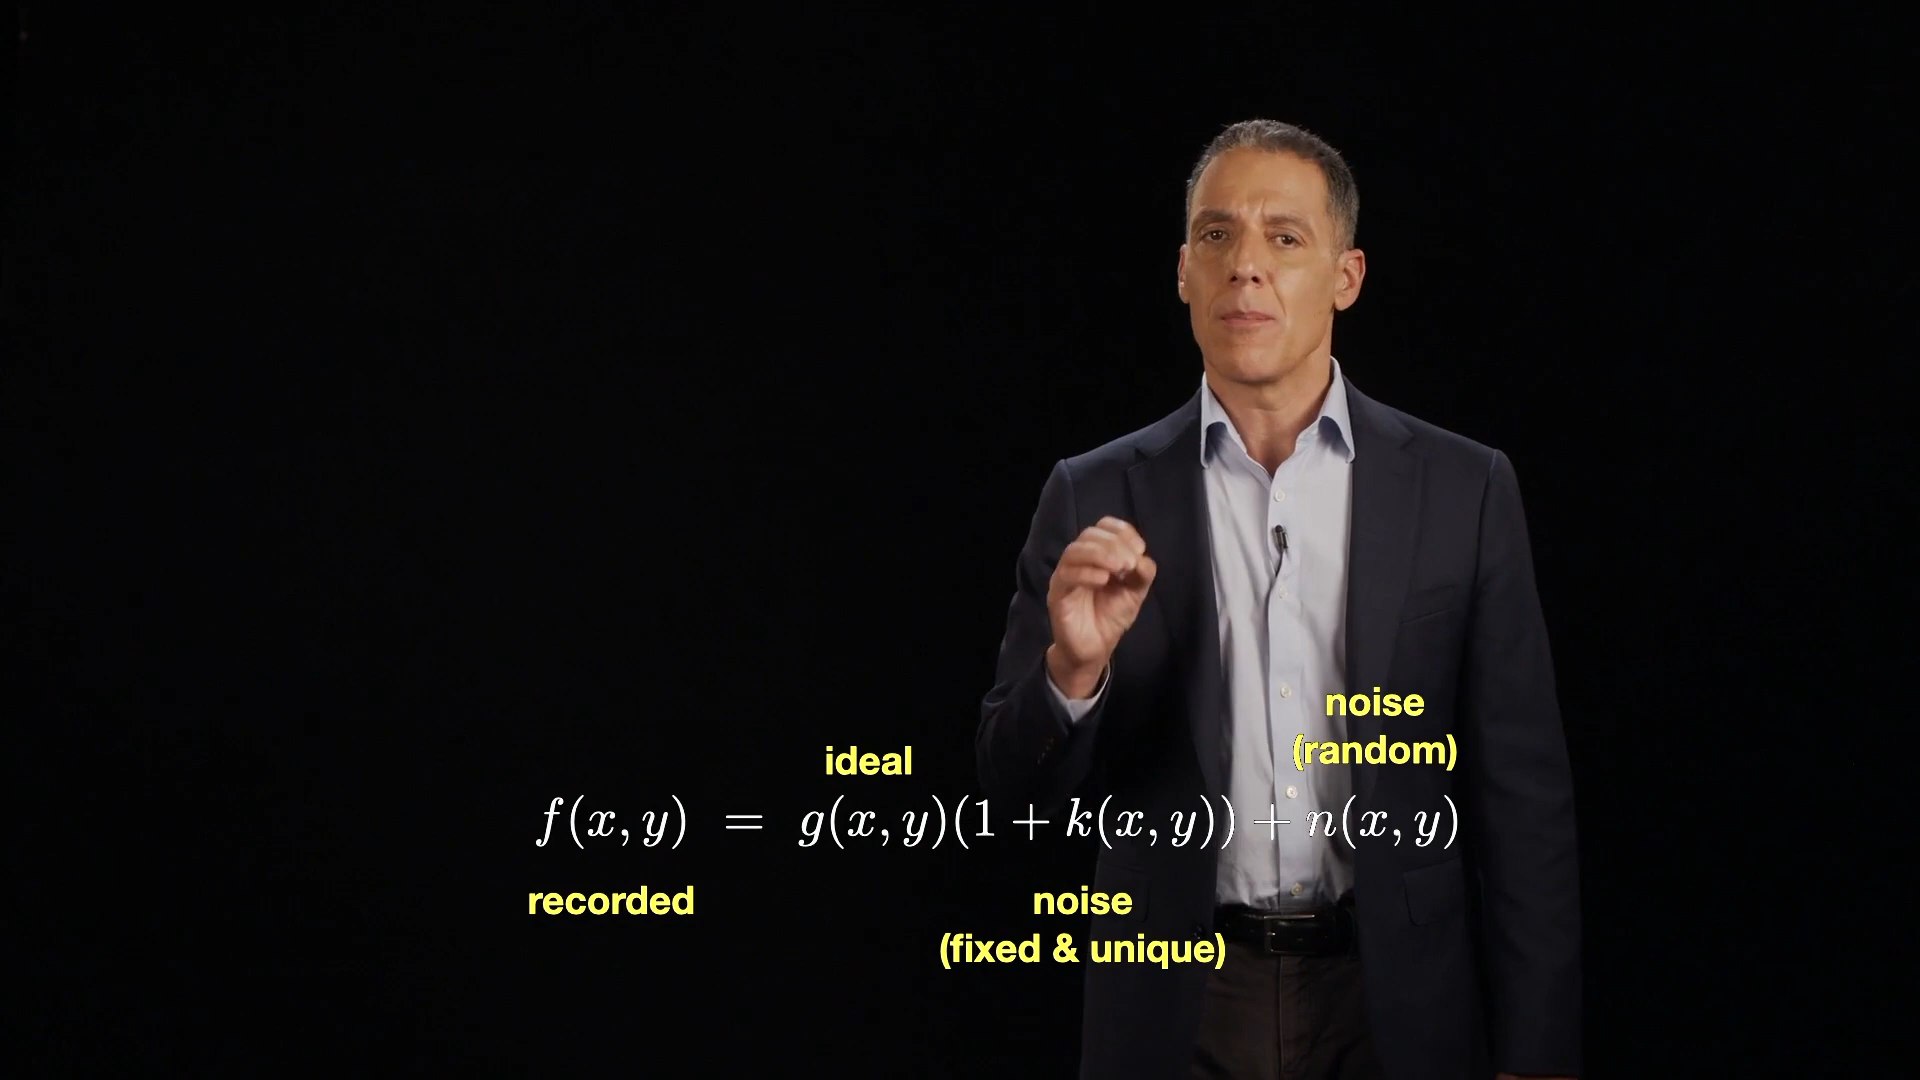 noise
(random)
ideal
f(x, y) = g(x, y)(1 + k(x, y)) + n(x, y)
recorded
noise
(fixed & unique)